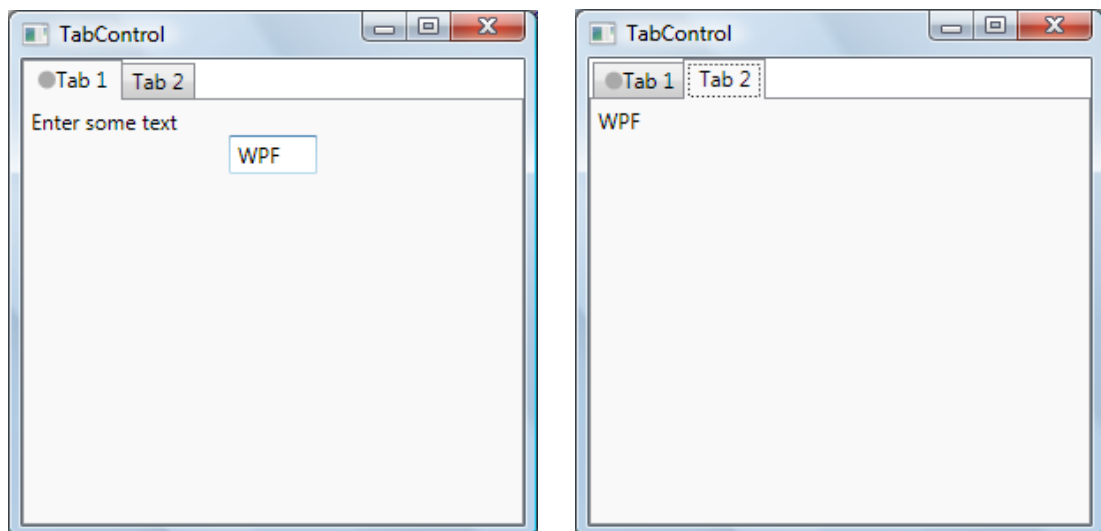 TabControl
Tab 1 Tab 2
Enter some text
WPF
TabControl
Tab 1 Tab 2
WPF